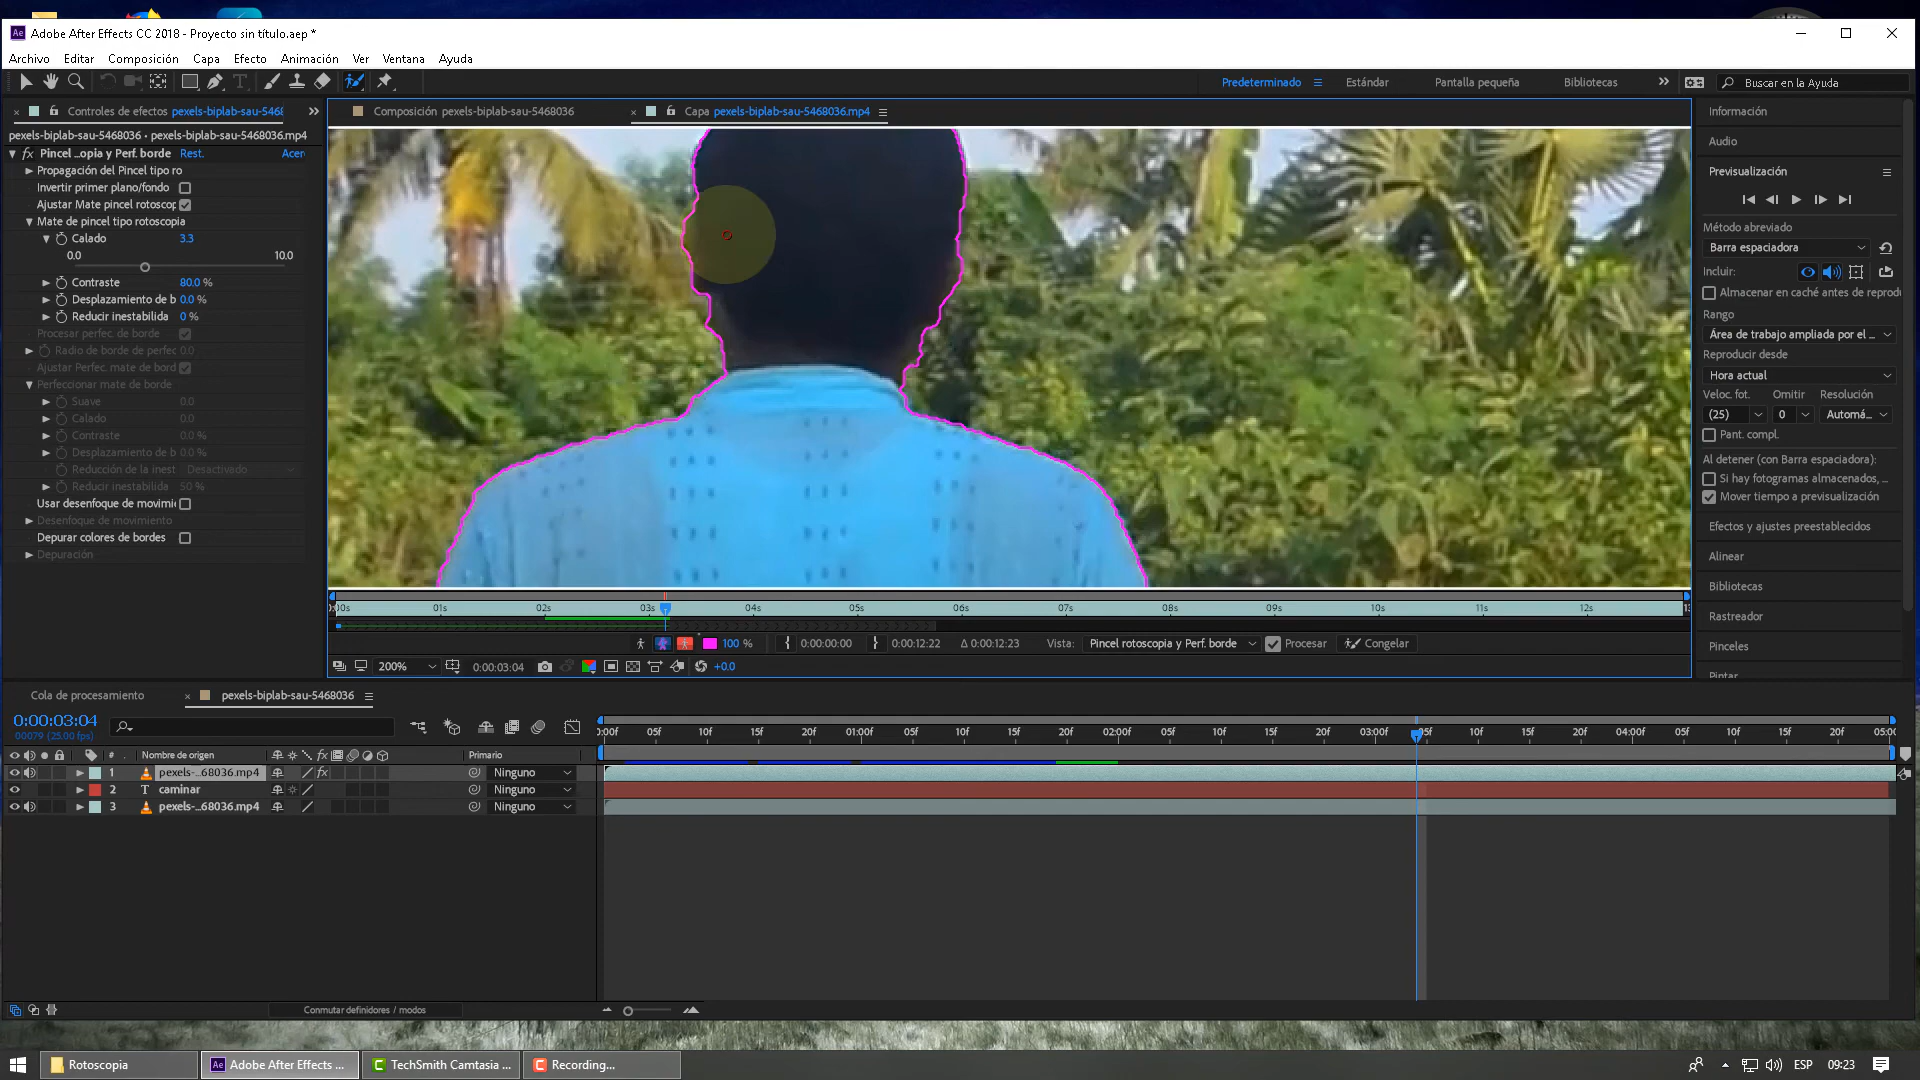 Adobe After Effects CC 2018 - Proyecto sin título.aep *
Archivo Editar Composición Capa Efecto Animación Ver Ventana Ayuda
Predeterminado Estándar Pantalla pequeña Bibliotecas Buscar en la Ayuda
Controles de efectos pexels-biplab-sau-5468
Composición pexels-biplab-sau-5468036
Capa pexels-biplab-sau-5468036.mp4
pexels-biplab-sau-5468036 • pexels-biplab-sau-5468036.mp4
fx Pincel ...opia y Perf. borde Rest. Acer
Propagación del Pincel tipo ro
Invertir primer plano/fondo
Ajustar Mate pincel rotoscop
Mate de pincel tipo rotoscopia
Calado 3.3
0.0 10.0
Contraste 80.0 %
Desplazamiento de b 0.0 %
Reducir inestabilida 0 %
Procesar perfec. de borde
Radio de borde de perfec 0.0
Ajustar Perfec. mate de bord
Perfeccionar mate de borde
Suave 0.0
Calado 0.0
Contraste 0.0 %
Desplazamiento de b 0.0 %
Reducción de la inest Desactivado
Reducir inestabilida 50 %
Usar desenfoque de movimi
Desenfoque de movimiento
Depurar colores de bordes
Depuración
Información
Audio
Previsualización
Método abreviado
Barra espaciadora
Incluir:
Almacenar en caché antes de reprodu
Rango
Área de trabajo ampliada por el ...
Reproducir desde
Hora actual
Veloc. fot. Omitir Resolución
(25) 0 Automá...
Pant. compl.
Al detener (con Barra espaciadora):
Si hay fotogramas almacenados, ...
Mover tiempo a previsualización
Efectos y ajustes preestablecidos
Alinear
Bibliotecas
Rastreador
Pinceles
Pintar
00s 01s 02s 03s 04s 05s 06s 07s 08s 09s 10s 11s 12s
100 % 0:00:00:00 0:00:12:22 Δ 0:00:12:23 Vista: Pincel rotoscopia y Perf. borde Procesar Congelar
200% 0:00:03:04 +0.0
Cola de procesamiento pexels-biplab-sau-5468036
0:00:03:04
00079 (25.00 fps)
:00f 05f 10f 15f 20f 01:00f 05f 10f 15f 20f 02:00f 05f 10f 15f 20f 03:00f 05f 10f 15f 20f 04:00f 05f 10f 15f 20f 05:00
# Nombre de origen fx Primario
1 pexels-...68036.mp4 fx Ninguno
2 T caminar Ninguno
3 pexels-...68036.mp4 Ninguno
Conmutar definidores / modos
Rotoscopia Ae Adobe After Effects ... C TechSmith Camtasia ... C Recording... ESP 09:23